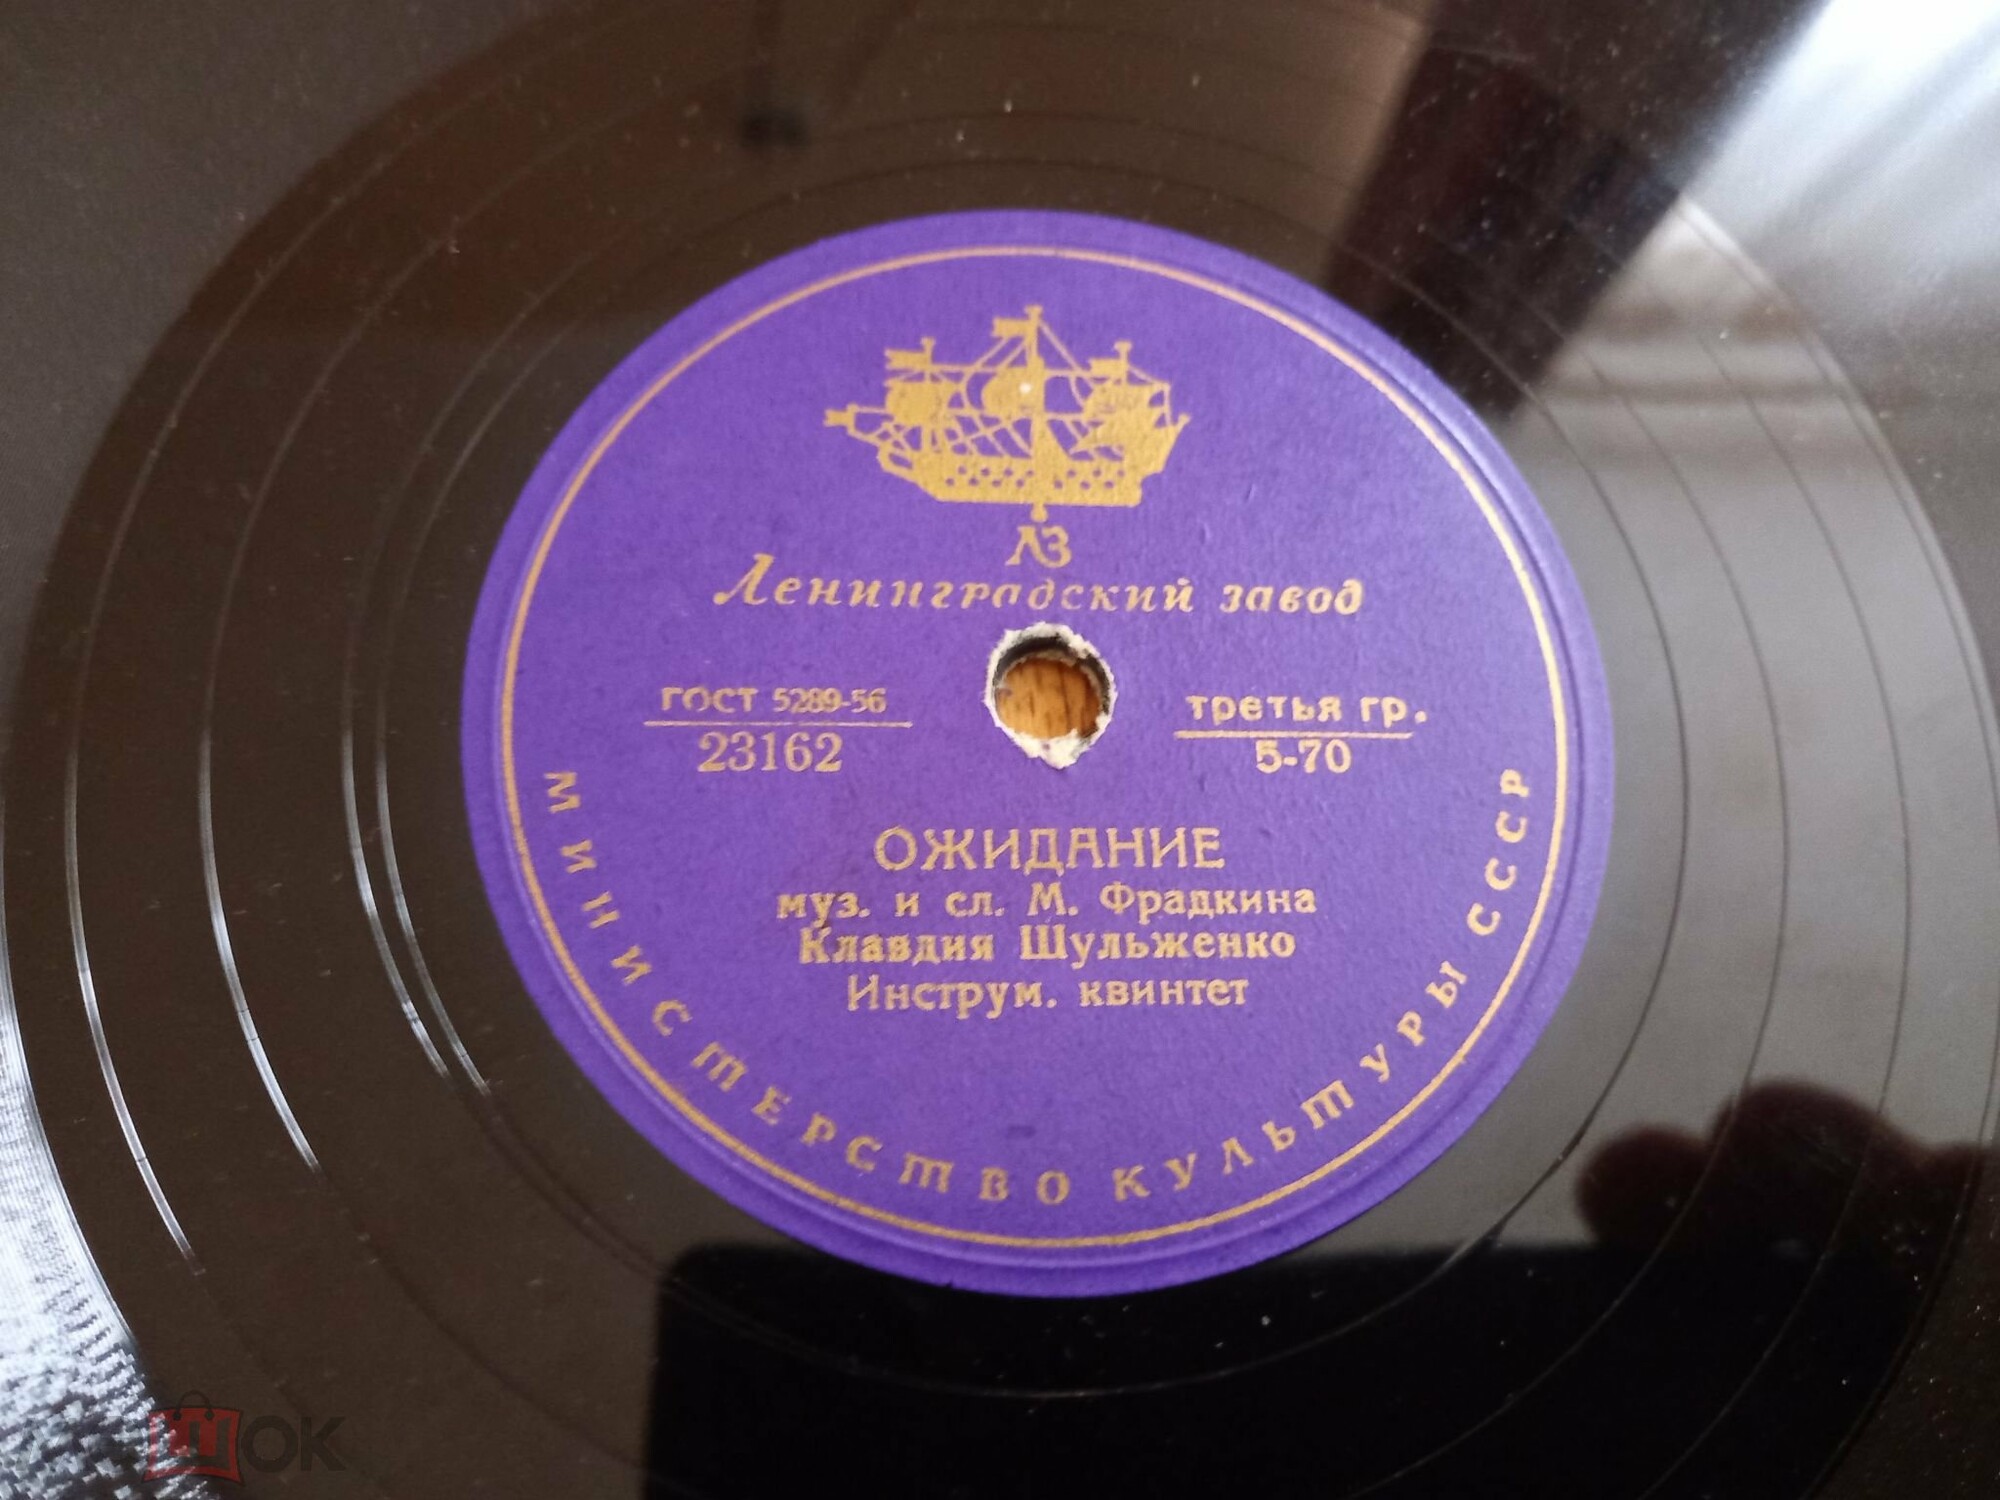 ЛЗ
Ленинградский завод
ГОСТ 5289-56
23162
третья гр.
5-70
ОЖИДАНИЕ
муз. и сл. М. Фрадкина
Клавдия Шульженко
Инструм. квинтет
МИНИСТЕРСТВО КУЛЬТУРЫ СССР
шок